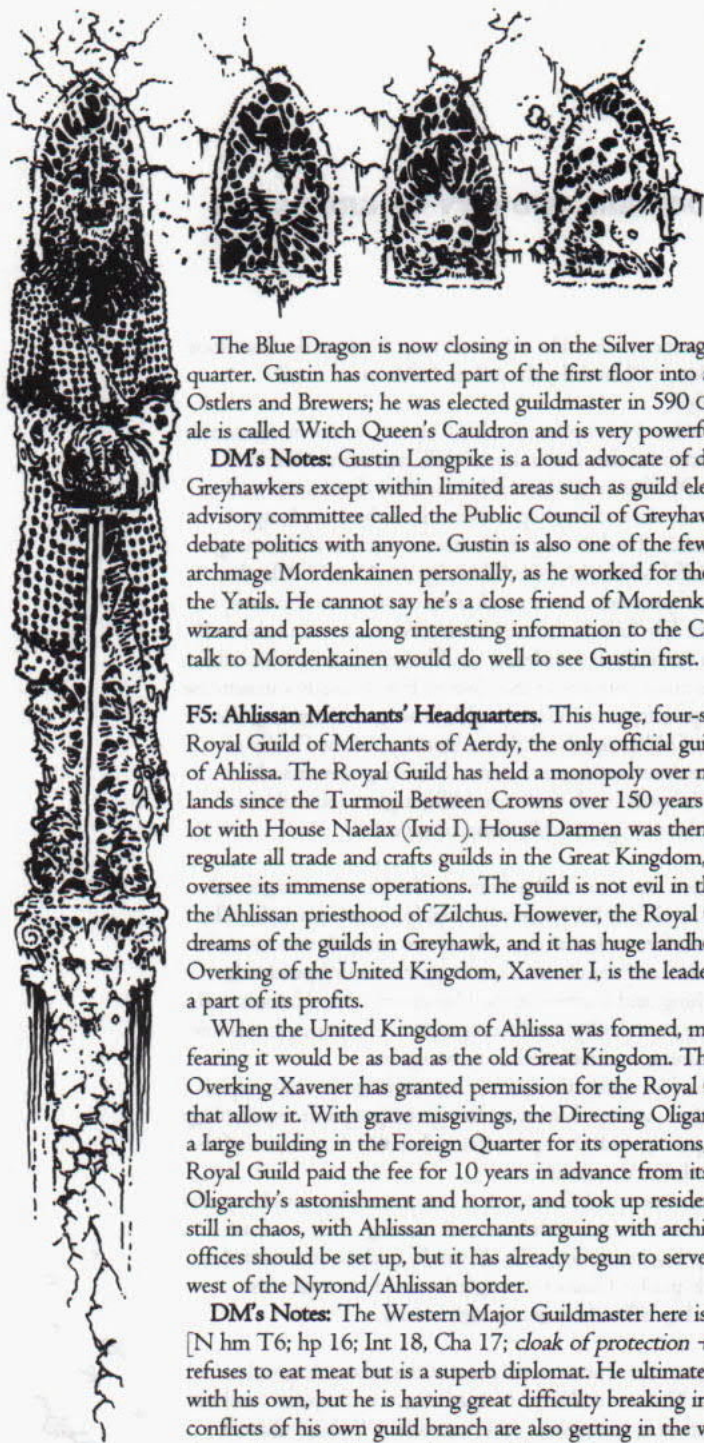 The Blue Dragon is now closing in on the Silver Drag
quarter. Gustin has converted part of the first floor into
Ostlers and Brewers; he was elected guildmaster in 590
ale is called Witch Queen's Cauldron and is very powerf
DM's Notes: Gustin Longpike is a loud advocate of d
Greyhawkers except within limited areas such as guild ele
advisory committee called the Public Council of Greyhaw
debate politics with anyone. Gustin is also one of the few
archmage Mordenkainen personally, as he worked for the
the Yatils. He cannot say he's a close friend of Mordenk
wizard and passes along interesting information to the C
talk to Mordenkainen would do well to see Gustin first.
F5: Ahlissan Merchants' Headquarters. This huge, four-s
Royal Guild of Merchants of Aerdy, the only official gui
of Ahlissa. The Royal Guild has held a monopoly over n
lands since the Turmoil Between Crowns over 150 years
lot with House Naelax (Ivid I). House Darmen was then
regulate all trade and crafts guilds in the Great Kingdom,
oversee its immense operations. The guild is not evil in th
the Ahlissan priesthood of Zilchus. However, the Royal
dreams of the guilds in Greyhawk, and it has huge landho
Overking of the United Kingdom, Xavener I, is the leade
a part of its profits.
When the United Kingdom of Ahlissa was formed, m
fearing it would be as bad as the old Great Kingdom. Th
Overking Xavener has granted permission for the Royal
that allow it. With grave misgivings, the Directing Oligar
a large building in the Foreign Quarter for its operations,
Royal Guild paid the fee for 10 years in advance from its
Oligarchy's astonishment and horror, and took up reside
still in chaos, with Ahlissan merchants arguing with archi
offices should be set up, but it has already begun to serve
west of the Nyrond/Ahlissan border.
DM's Notes: The Western Major Guildmaster here is
[N hm T6; hp 16; Int 18, Cha 17; cloak of protection
refuses to eat meat but is a superb diplomat. He ultimate
with his own, but he is having great difficulty breaking in
conflicts of his own guild branch are also getting in the w